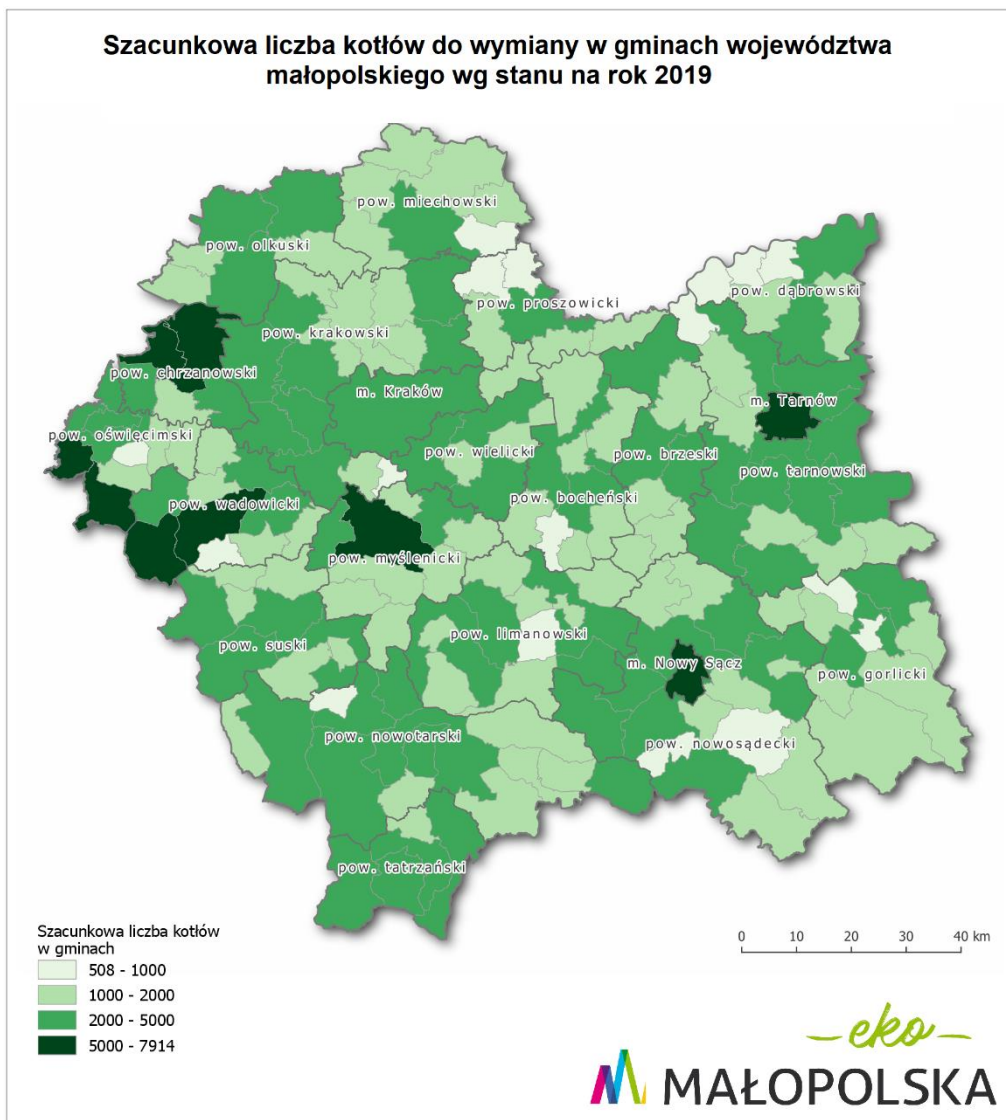 Szacunkowa liczba kotłów do wymiany w gminach województwa
małopolskiego wg stanu na rok 2019
pow. miechowski
pow. olkuski
pow. proszowicki
pow. dąbrowski
pow. krakowski
pow. chrzanowski
m. Kraków
m. Tarnów
pow. oświęcimski
pow. wielicki
pow. brzeski
pow. tarnowski
pow. wadowicki
pow. bocheński
pow. myślenicki
pow. suski
pow. limanowski
m. Nowy Sącz
pow. gorlicki
pow. nowotarski
pow. nowosądecki
pow. tatrzański
Szacunkowa liczba kotłów
w gminach
508 - 1000
1000 - 2000
2000 - 5000
5000 - 7914
0 10 20 30 40 km
eko
MAŁOPOLSKA